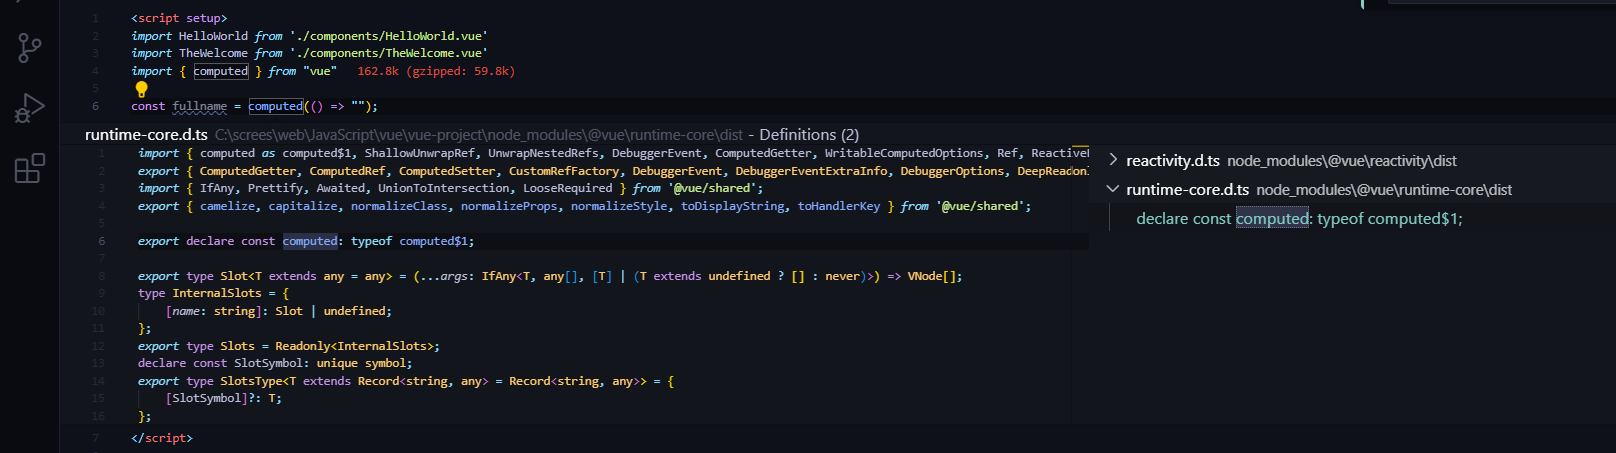 1 <script setup>
2 import HelloWorld from './components/HelloWorld.vue'
3 import TheWelcome from './components/TheWelcome.vue'
4 import { computed } from "vue" 162.8k (gzipped: 59.8k)
5
6 const fullname = computed(() => "");
runtime-core.d.ts C:\screes\web\JavaScript\vue\vue-project\node_modules\@vue\runtime-core\dist - Definitions (2)
1 import { computed as computed$1, ShallowUnwrapRef, UnwrapNestedRefs, DebuggerEvent, ComputedGetter, WritableComputedOptions, Ref, ReactiveE
2 export { ComputedGetter, ComputedRef, ComputedSetter, CustomRefFactory, DebuggerEvent, DebuggerEventExtraInfo, DebuggerOptions, DeepReadonl
3 import { IfAny, Prettify, Awaited, UnionToIntersection, LooseRequired } from '@vue/shared';
4 export { camelize, capitalize, normalizeClass, normalizeProps, normalizeStyle, toDisplayString, toHandlerKey } from '@vue/shared';
5
6 export declare const computed: typeof computed$1;
7
8 export type Slot<T extends any = any> = (...args: IfAny<T, any[], [T] | (T extends undefined ? [] : never)>) => VNode[];
9 type InternalSlots = {
10 [name: string]: Slot | undefined;
11 };
12 export type Slots = Readonly<InternalSlots>;
13 declare const SlotSymbol: unique symbol;
14 export type SlotsType<T extends Record<string, any> = Record<string, any>> = {
15 [SlotSymbol]?: T;
16 };
reactivity.d.ts node_modules\@vue\reactivity\dist
runtime-core.d.ts node_modules\@vue\runtime-core\dist
declare const computed: typeof computed$1;
7 </script>